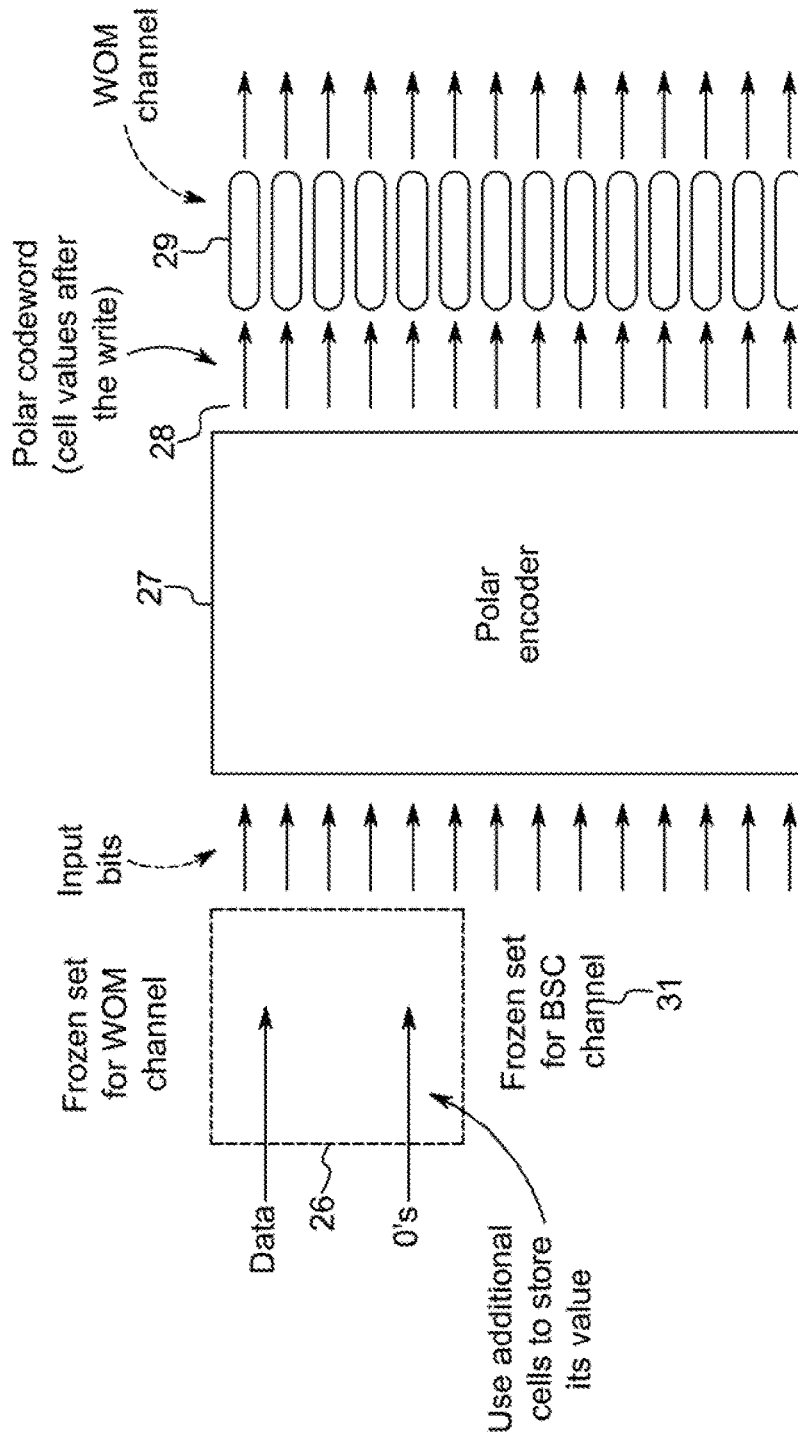 Frozen set
for WOM
channel
Data
26
0's
Use additional
cells to store
its value
Frozen set
for BSC
channel
31
Input
bits
27
Polar
encoder
Polar codeword
(cell values after
the write)
28
29
WOM
channel